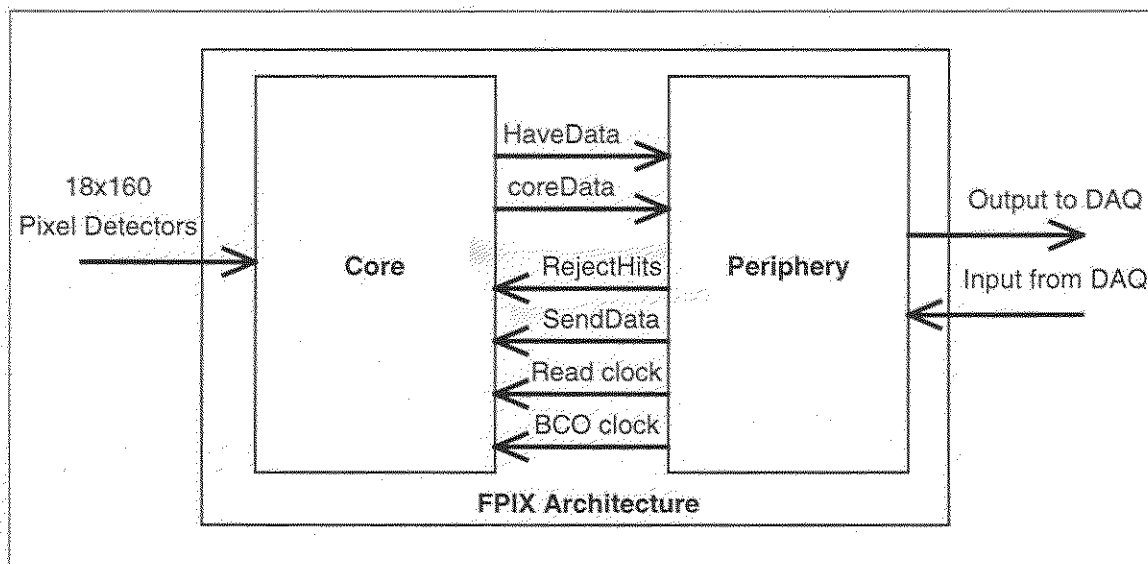 HaveData
18x160
coreData
Output to DAQ
Pixel Detectors
Core
RejectHits
Periphery
Input from DAQ
SendData
Read clock
BCO clock
FPIX Architecture